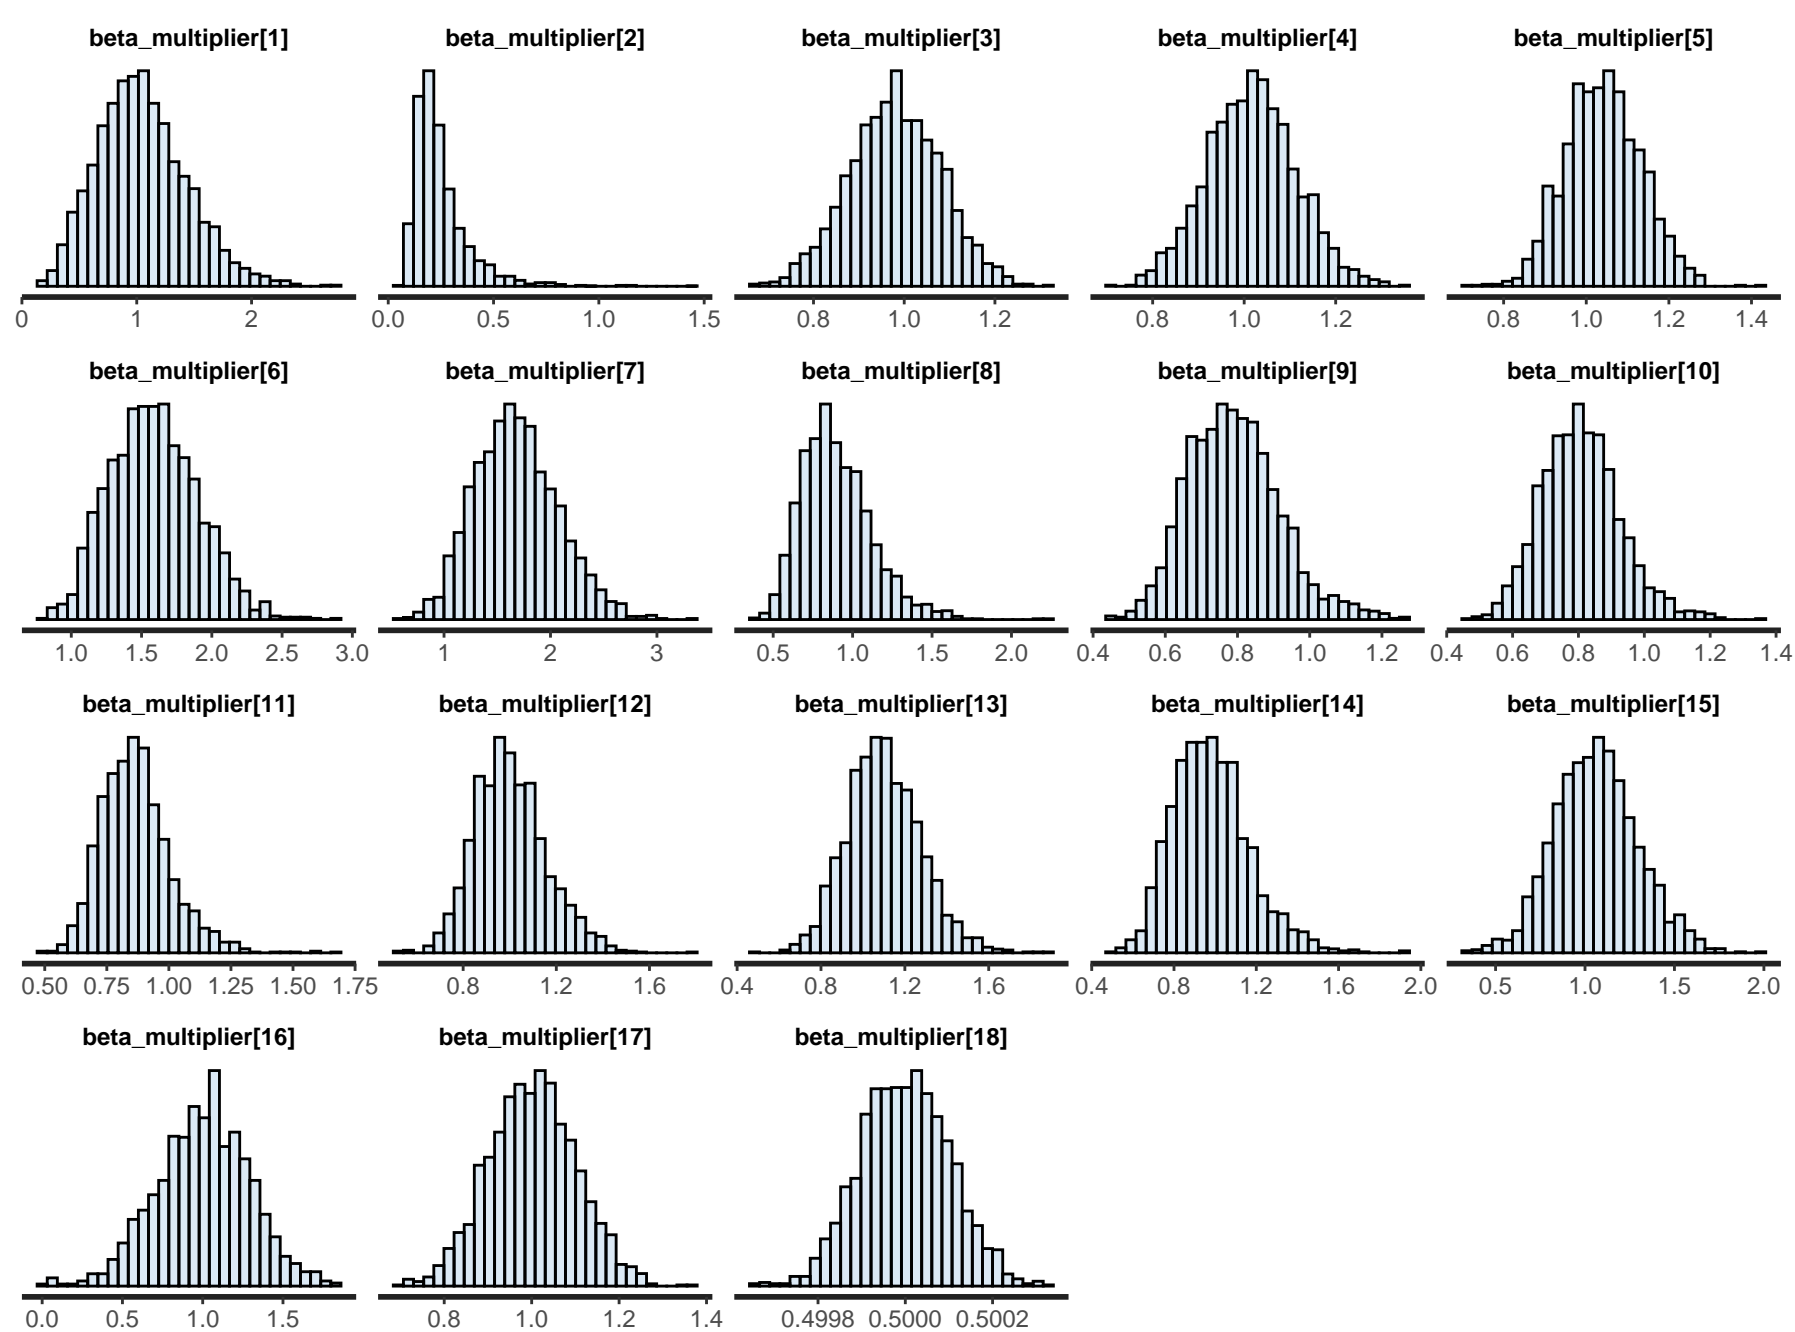 beta_multiplier[1] beta_multiplier[2] beta_multiplier[3] beta_multiplier[4] beta_multiplier[5]
0 1 2 0.0 0.5 1.0 1.5 0.8 1.0 1.2 0.8 1.0 1.2 0.8 1.0 1.2 1.4
beta_multiplier[6] beta_multiplier[7] beta_multiplier[8] beta_multiplier[9] beta_multiplier[10]
1.0 1.5 2.0 2.5 3.0 1 2 3 0.5 1.0 1.5 2.0 0.4 0.6 0.8 1.0 1.2 0.4 0.6 0.8 1.0 1.2 1.4
beta_multiplier[11] beta_multiplier[12] beta_multiplier[13] beta_multiplier[14] beta_multiplier[15]
0.50 0.75 1.00 1.25 1.50 1.75 0.8 1.2 1.6 0.4 0.8 1.2 1.6 0.4 0.8 1.2 1.6 2.0 0.5 1.0 1.5 2.0
beta_multiplier[16] beta_multiplier[17] beta_multiplier[18]
0.0 0.5 1.0 1.5 0.8 1.0 1.2 1.4 0.4998 0.5000 0.5002